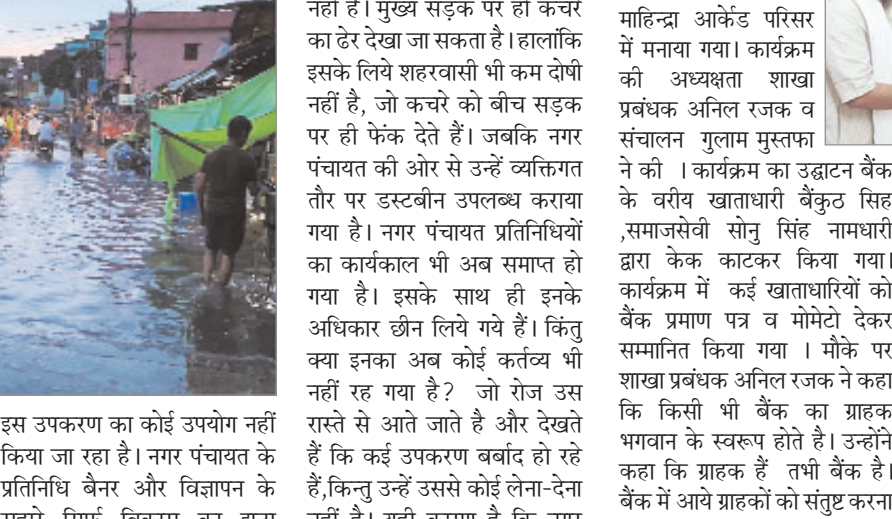 इस उपकरण का कोई उपयोग नहीं
किया जा रहा है। नगर पंचायत के
प्रतिनिधि बैनर और विज्ञापन के
नहीं है। मुख्य सड़क पर ही कचरे
का ढेर देखा जा सकता है।हालांकि
इसके लिये शहरवासी भी कम दोषी
नहीं है, जो कचरे को बीच सड़क
पर ही फेंक देते हैं। जबकि नगर
पंचायत की ओर से उन्हें व्यक्तिगत
तौर पर डस्टबीन उपलब्ध कराया
गया है। नगर पंचायत प्रतिनिधियों
का कार्यकाल भी अब समाप्त हो
गया है। इसके साथ ही इनके
अधिकार छीन लिये गये हैं। किंतु
क्या इनका अब कोई कर्तव्य भी
नहीं रह गया है? जो रोज उस
रास्ते से आते जाते है और देखते
हैं कि कई उपकरण बर्बाद हो रहे
हैं,किन्तु उन्हें उससे कोई लेना-देना
माहिन्द्रा आर्केड परिसर
में मनाया गया। कार्यक्रम
की अध्यक्षता शाखा
प्रबंधक अनिल रजक व
संचालन गुलाम मुस्तफा
ने की । कार्यक्रम का उद्घाटन बैंक
के वरीय खाताधारी बैंकुठ सिह
,समाजसेवी सोनु सिंह नामधारी
द्वारा केक काटकर किया गया।
कार्यक्रम में कई खाताधारियों को
बैंक प्रमाण पत्र व मोमेटो देकर
सम्मानित किया गया । मौके पर
शाखा प्रबंधक अनिल रजक ने कहा
कि किसी भी बैंक का ग्राहक
भगवान के स्वरूप होते है। उन्होंने
कहा कि ग्राहक हैं तभी बैंक है।
बैंक में आये ग्राहकों को संतुष्ट करना